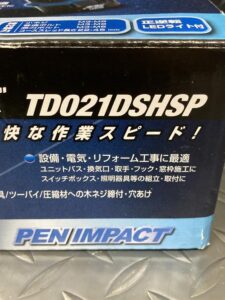 正逆転
LEDライト付
TD021DSHSP
快な作業スピード!
●設備・電気・リフォーム工事に最適
ユニットバス・換気口・取手・フック・窓枠施工に
スイッチボックス・照明器具等の組立・取付に
具/ツーバイ/圧縮材への木ネジ締付・穴あけ
PEN IMPACT